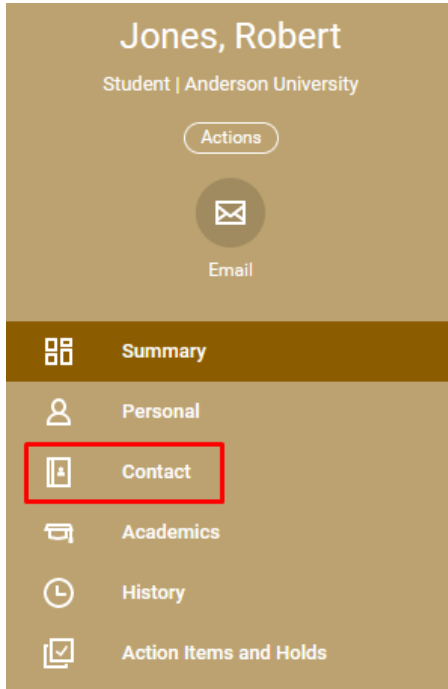 Jones, Robert
Student | Anderson University
Actions
Email
Summary
Personal
Contact
Academics
History
Action Items and Holds